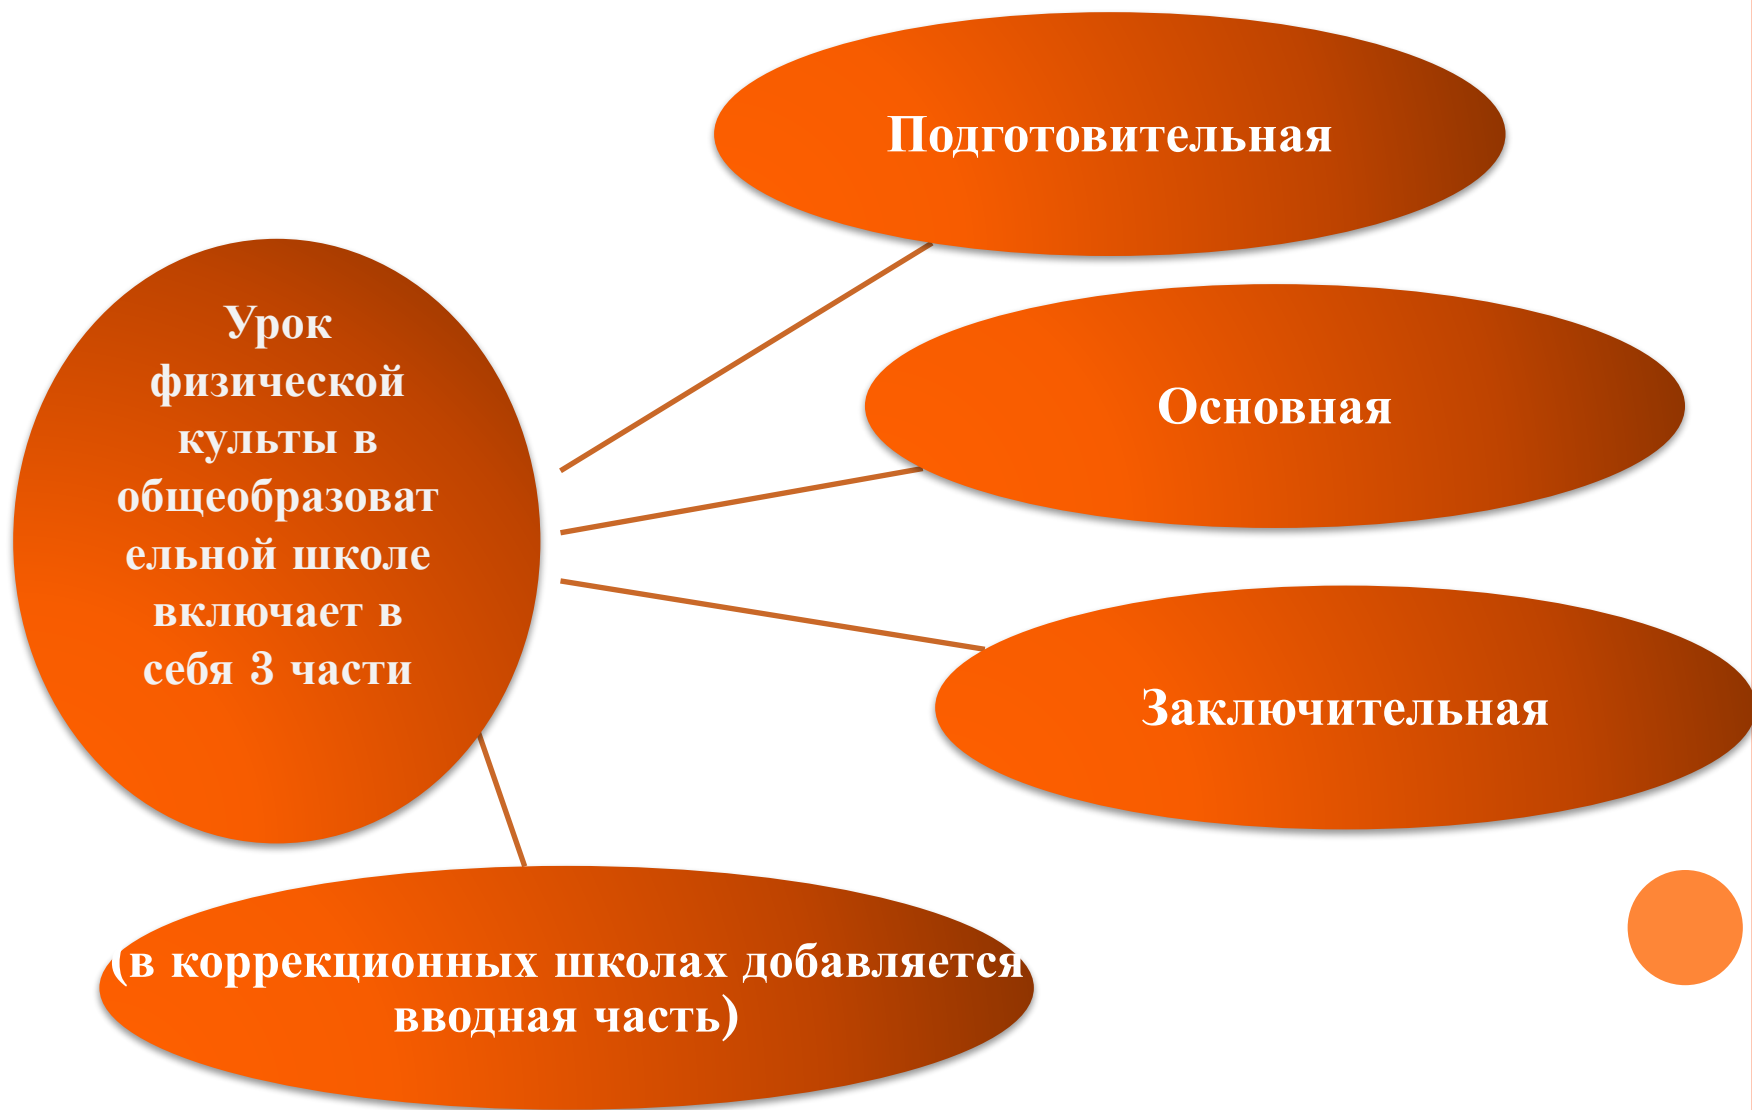 Урок
физической
культы в
общеобразоват
ельной школе
включает в
себя 3 части
Подготовительная
Основная
Заключительная
(в коррекционных школах добавляется
вводная часть)